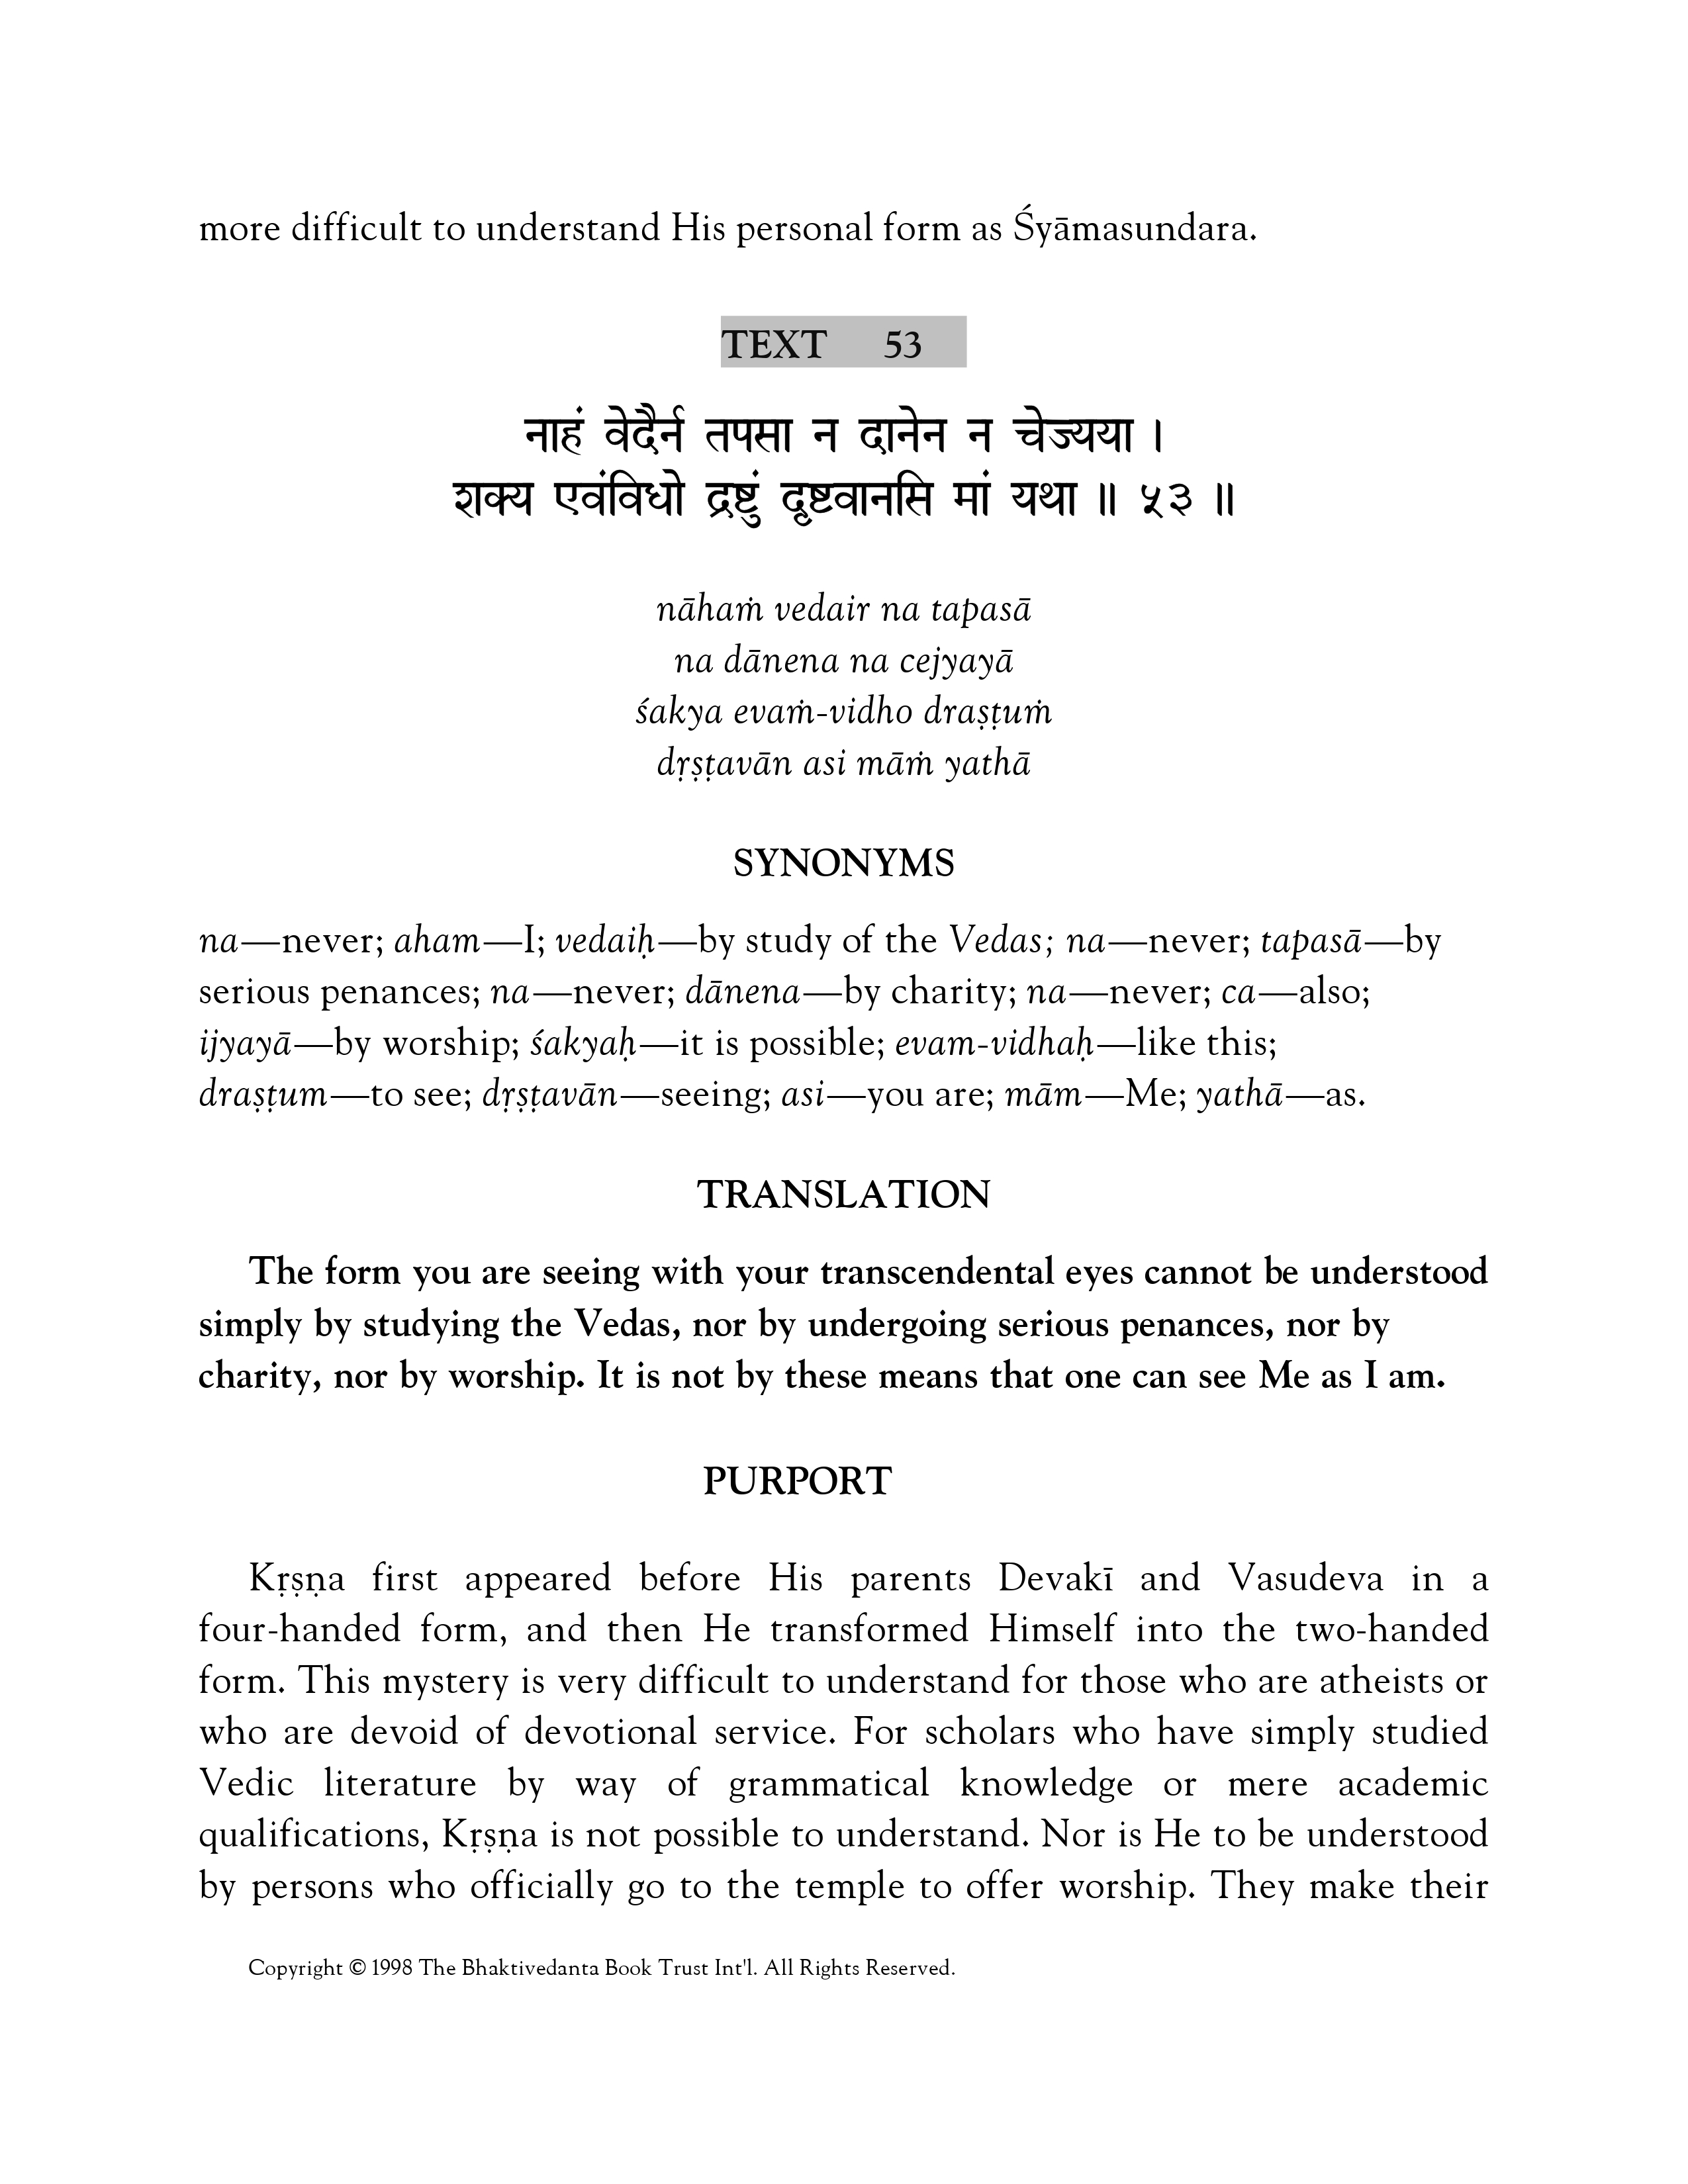 more difficult to understand His personal form as Śyāmasundara.
TEXT 53
नाहं वेदैर्न तपसा न दानेन न चेज्यया ।
शक्य एवंविधो द्रष्टुं दृष्टवानसि मां यथा ॥ ५३ ॥
nāhaṁ vedair na tapasā
na dānena na cejyayā
śakya evaṁ-vidho draṣṭuṁ
dṛṣṭavān asi māṁ yathā
SYNONYMS
na—never; aham—I; vedaiḥ—by study of the Vedas; na—never; tapasā—by
serious penances; na—never; dānena—by charity; na—never; ca—also;
ijyayā—by worship; śakyaḥ—it is possible; evam-vidhaḥ—like this;
draṣṭum—to see; dṛṣṭavān—seeing; asi—you are; mām—Me; yathā—as.
TRANSLATION
The form you are seeing with your transcendental eyes cannot be understood
simply by studying the Vedas, nor by undergoing serious penances, nor by
charity, nor by worship. It is not by these means that one can see Me as I am.
PURPORT
Kṛṣṇa first appeared before His parents Devakī and Vasudeva in a
four-handed form, and then He transformed Himself into the two-handed
form. This mystery is very difficult to understand for those who are atheists or
who are devoid of devotional service. For scholars who have simply studied
Vedic literature by way of grammatical knowledge or mere academic
qualifications, Kṛṣṇa is not possible to understand. Nor is He to be understood
by persons who officially go to the temple to offer worship. They make their
Copyright © 1998 The Bhaktivedanta Book Trust Int'l. All Rights Reserved.